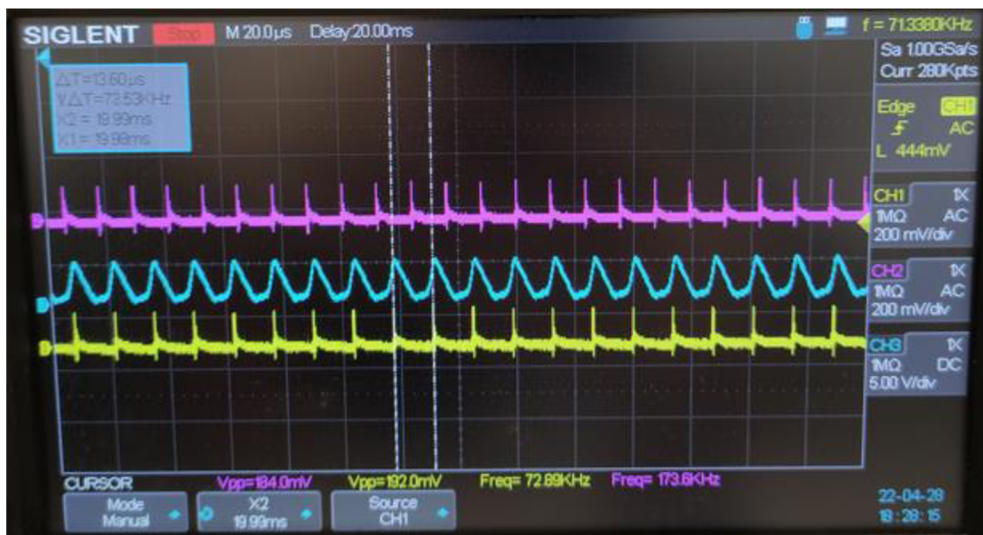 SIGLENT Stop M 20.0µs Delay:20.00ms f = 71.3380KHz
Sa 1.00GSa/s
Curr 280Kpts
ΔT=13.60µs
1/ΔT=73.53KHz
X2 = 19.99ms
X1 = 19.98ms
Edge CH1
AC
L 444mV
CH1 1X
1MΩ AC
200 mV/div
CH2 1X
1MΩ AC
200 mV/div
CH3 1X
1MΩ DC
5.00 V/div
CURSOR Vpp=184.0mV Vpp=192.0mV Freq= 72.89KHz Freq= 173.6KHz
Mode
Manual
X2
19.99ms
Source
CH1
22-04-28
18:28:15